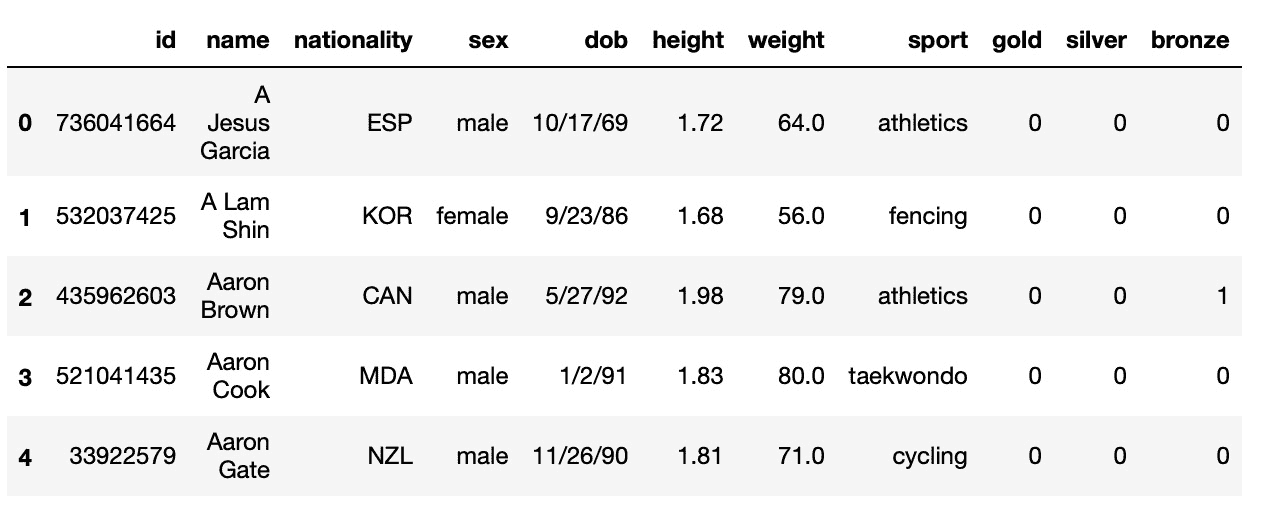 id name nationality sex dob height weight sport gold silver bronze
0 736041664 A Jesus Garcia ESP male 10/17/69 1.72 64.0 athletics 0 0 0
1 532037425 A Lam Shin KOR female 9/23/86 1.68 56.0 fencing 0 0 0
2 435962603 Aaron Brown CAN male 5/27/92 1.98 79.0 athletics 0 0 1
3 521041435 Aaron Cook MDA male 1/2/91 1.83 80.0 taekwondo 0 0 0
4 33922579 Aaron Gate NZL male 11/26/90 1.81 71.0 cycling 0 0 0